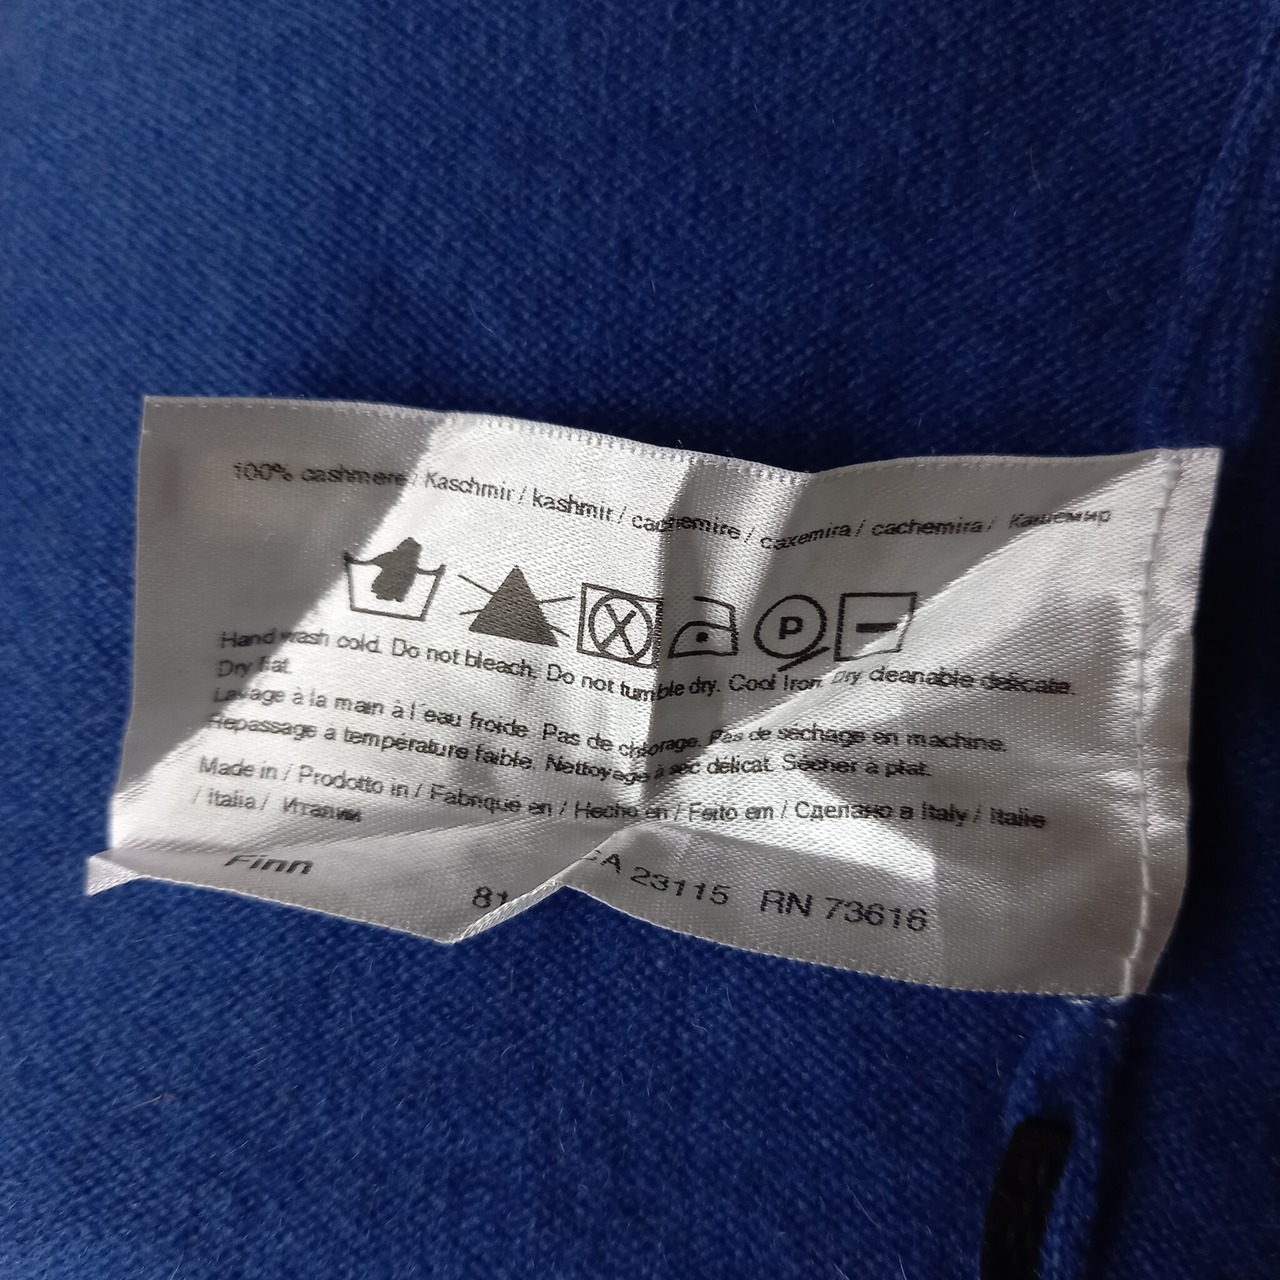 100% cashmere / Kaschmir / kashmir / cachemire / caxemira / cachemira / Кашемир
P
Hand wash cold. Do not bleach. Do not tumble dry. Cool Iron. Dry cleanable delicate.
Dry flat.
Lavage à la main à l'eau froide. Pas de chlorage. Pas de séchage en machine.
Repassage a température faible. Nettoyage à sec délicat. Sécher à plat.
Made in / Prodotto in / Fabriqué en / Hecho en / Feito em / Сделано в Italy / Italie
/ Italia / Италии
Finn
23115 RN 73616